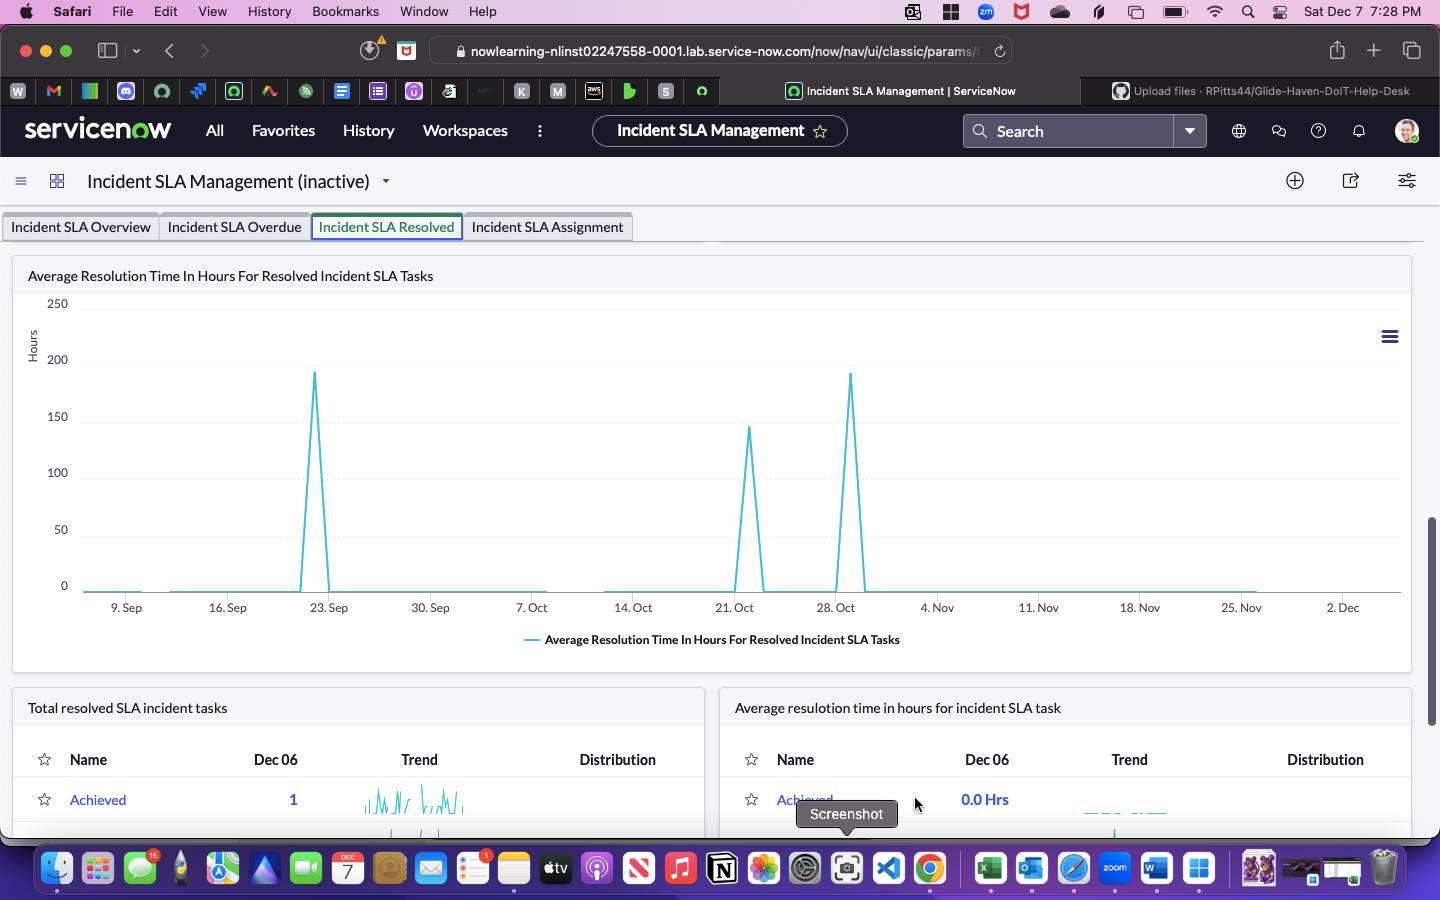 Safari File Edit View History Bookmarks Window Help zm Sat Dec 7 7:28 PM
nowlearning-nlinst02247558-0001.lab.service-now.com/now/nav/ui/classic/params/
W K M aws S Incident SLA Management | ServiceNow Upload files · RPitts44/Glide-Haven-DoIT-Help-Desk
servicenow All Favorites History Workspaces Incident SLA Management Search
Incident SLA Management (inactive)
Incident SLA Overview Incident SLA Overdue Incident SLA Resolved Incident SLA Assignment
Average Resolution Time In Hours For Resolved Incident SLA Tasks
250
Hours
200
150
100
50
0
9. Sep 16. Sep 23. Sep 30. Sep 7. Oct 14. Oct 21. Oct 28. Oct 4. Nov 11. Nov 18. Nov 25. Nov 2. Dec
Average Resolution Time In Hours For Resolved Incident SLA Tasks
Total resolved SLA incident tasks
Name Dec 06 Trend Distribution
Achieved 1
Average resulotion time in hours for incident SLA task
Name Dec 06 Trend Distribution
Achieved 0.0 Hrs
Screenshot
16 DEC 7 1 tv zoom